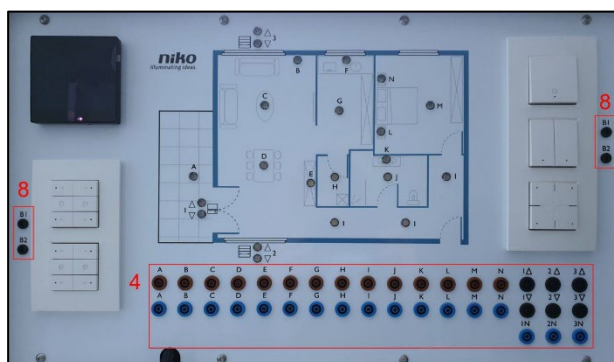 3
niko
illuminating ideas
B
F
N
8
C
G
M
B1
L
B2
K
D
A
E
H
J
I
8
B1
1
I
I
B2
2
A B C D E F G H I J K L M N 1△ 2△ 3△
4
A B C D E F G H I J K L M N 1▽ 2▽ 3▽
1N 2N 3N